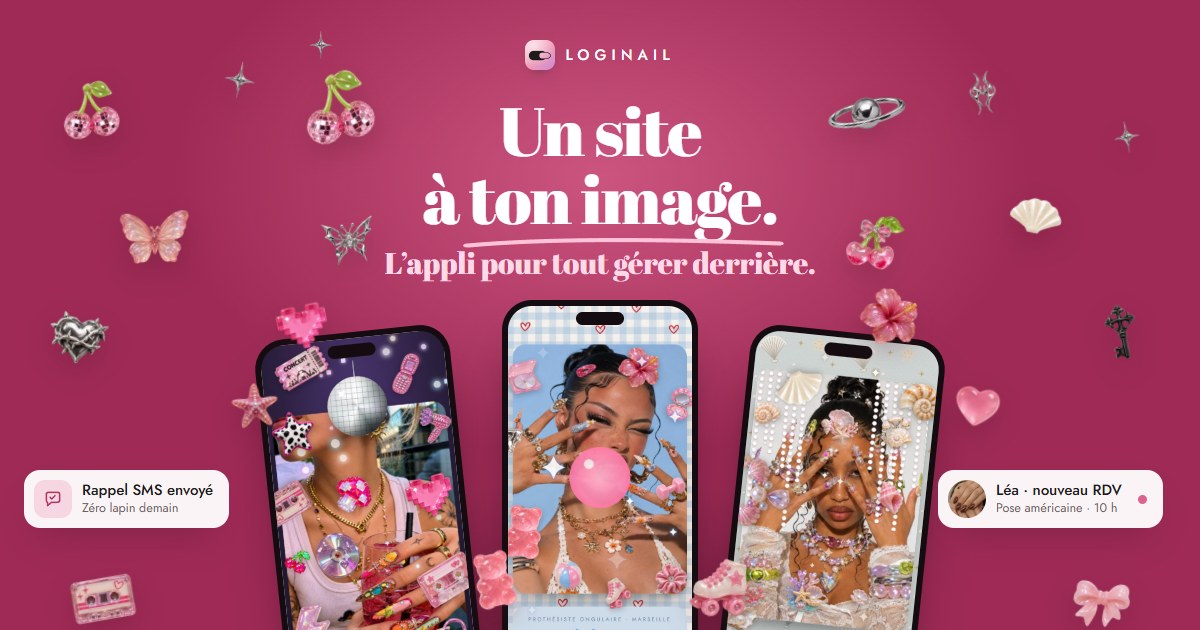 LOGINAIL
Un site
à ton image.
L'appli pour tout gérer derrière.
CONCERT
Rappel SMS envoyé
Zéro lapin demain
Léa · nouveau RDV
Pose américaine · 10 h
PROTHÉSISTE ONGULAIRE · MARSEILLE